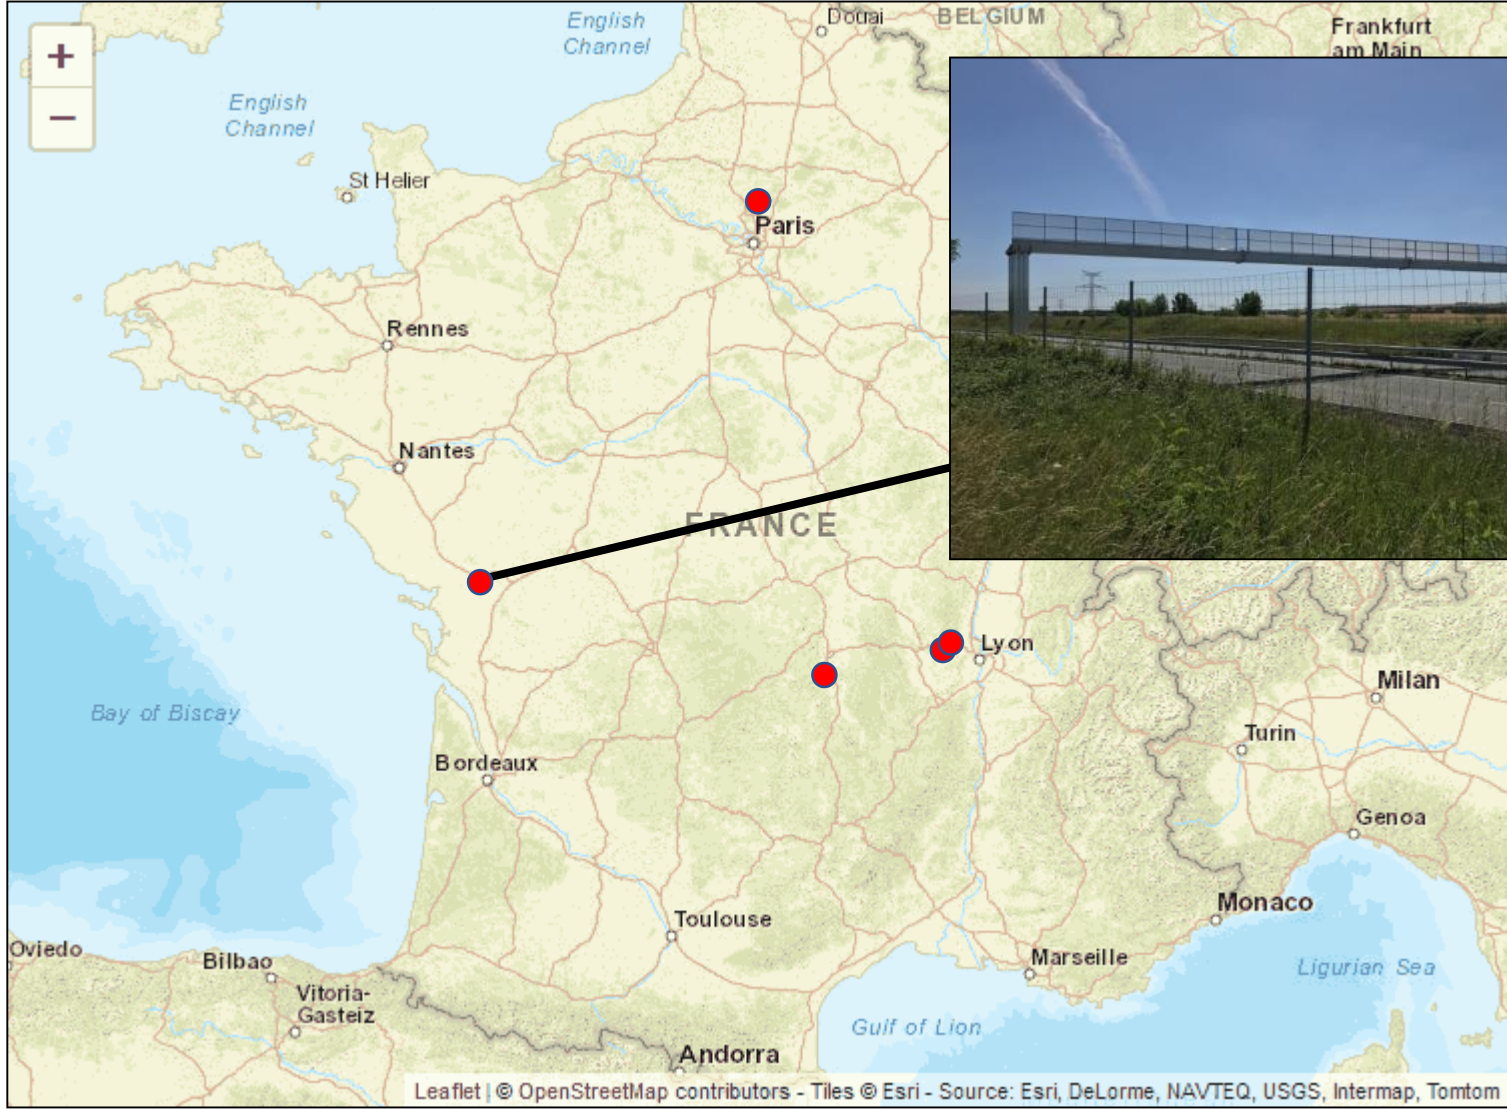 +
−
English
Channel
Douai
BELGIUM
Frankfurt
am Main
English
Channel
St Helier
Paris
Rennes
Nantes
FRANCE
Lyon
Bay of Biscay
Milan
Turin
Bordeaux
Genoa
Monaco
Toulouse
Oviedo
Bilbao
Marseille
Ligurian Sea
Vitoria-
Gasteiz
Gulf of Lion
Andorra
Leaflet | © OpenStreetMap contributors - Tiles © Esri - Source: Esri, DeLorme, NAVTEQ, USGS, Intermap, Tomtom